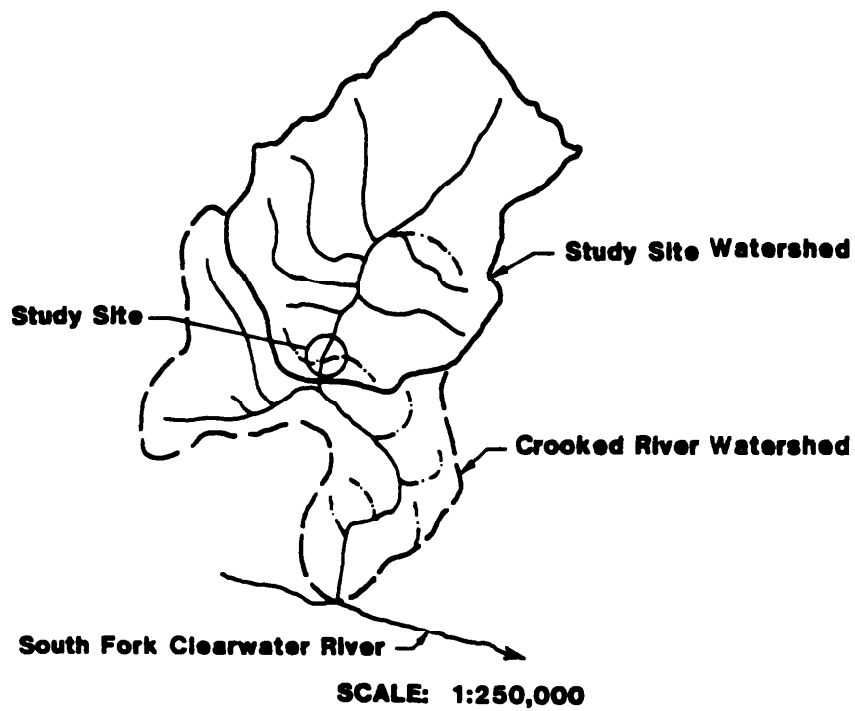 Study Site Watershed
Study Site
Crooked River Watershed
South Fork Clearwater River
SCALE: 1:250,000